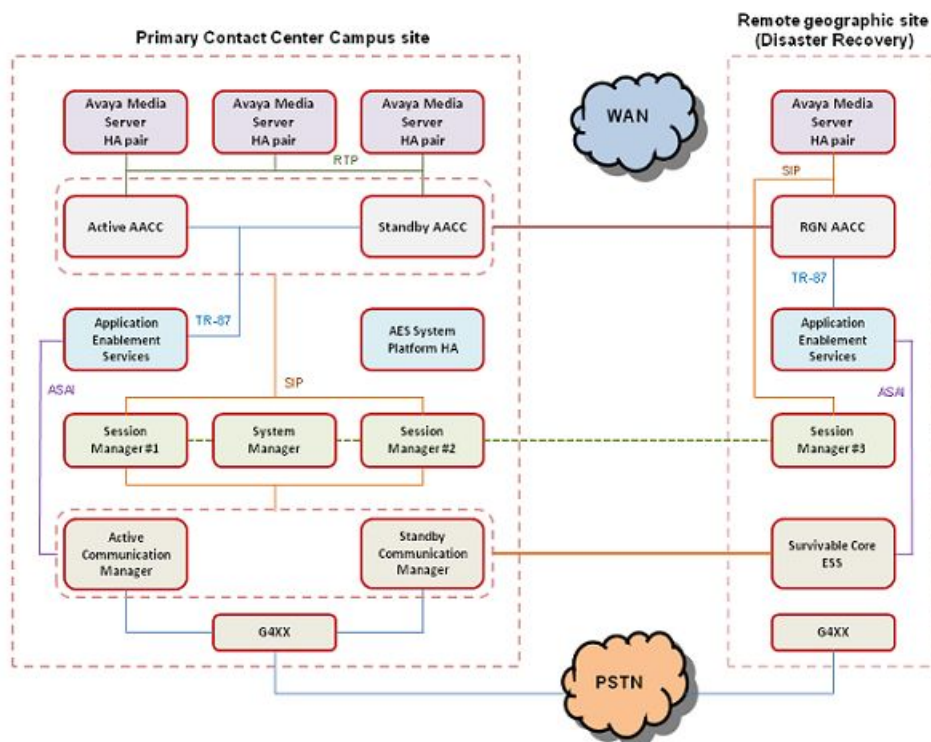 Primary Contact Center Campus site
Remote geographic site
(Disaster Recovery)
Avaya Media
Server
HA pair
Avaya Media
Server
HA pair
Avaya Media
Server
HA pair
WAN
Avaya Media
Server
HA pair
RTP
SIP
Active AACC
Standby AACC
RGN AACC
TR-87
TR-87
Application
Enablement
Services
AES System
Platform HA
Application
Enablement
Services
ASAI
SIP
ASAI
Session
Manager #1
System
Manager
Session
Manager #2
Session
Manager #3
Active
Communication
Manager
Standby
Communication
Manager
Survivable Core
ESS
G4XX
G4XX
PSTN